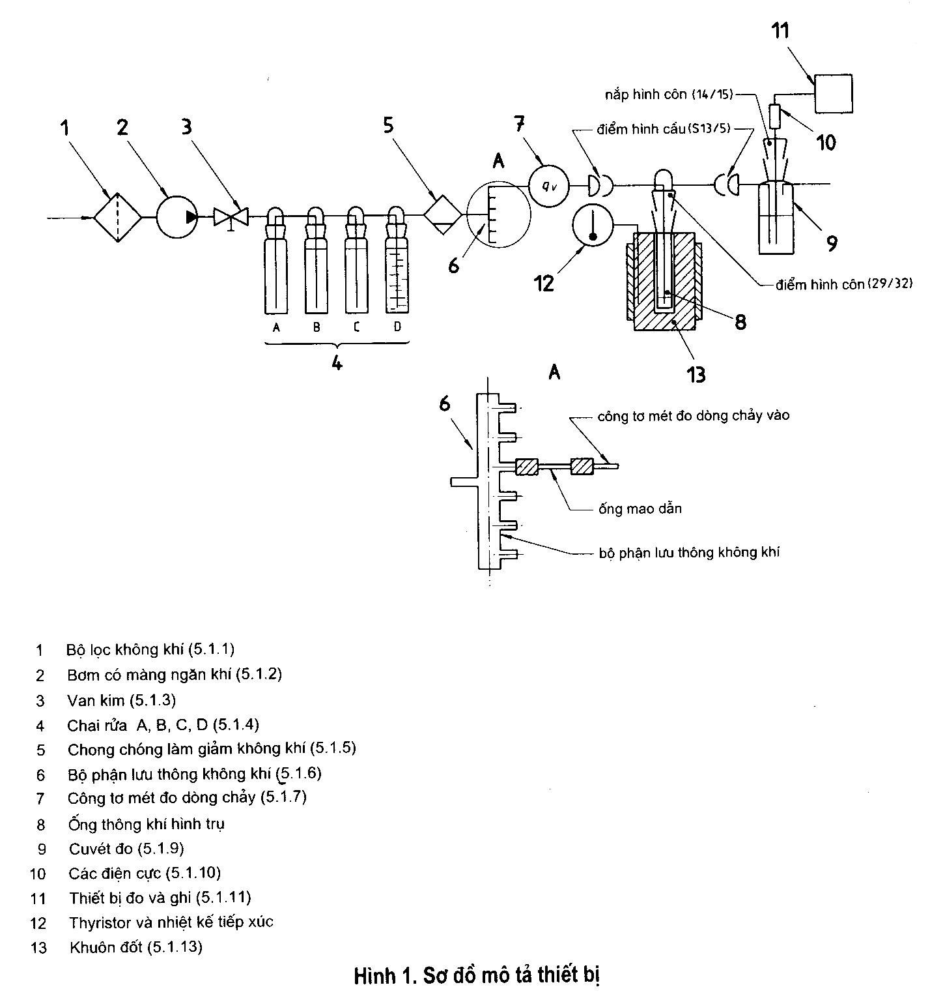 11
nắp hình côn (14/15)
1
2
3
5
7
điểm hình cầu (S13/5)
10
A
qv
6
12
9
điểm hình côn (29/32)
8
A B C D
4
13
A
6
công tơ mét đo dòng chảy vào
ống mao dẫn
bộ phận lưu thông không khí
1 Bộ lọc không khí (5.1.1)
2 Bơm có màng ngăn khí (5.1.2)
3 Van kim (5.1.3)
4 Chai rửa A, B, C, D (5.1.4)
5 Chong chóng làm giảm không khí (5.1.5)
6 Bộ phận lưu thông không khí (5.1.6)
7 Công tơ mét đo dòng chảy (5.1.7)
8 Ống thông khí hình trụ
9 Cuvét đo (5.1.9)
10 Các điện cực (5.1.10)
11 Thiết bị đo và ghi (5.1.11)
12 Thyristor và nhiệt kế tiếp xúc
13 Khuôn đốt (5.1.13)
Hình 1. Sơ đồ mô tả thiết bị